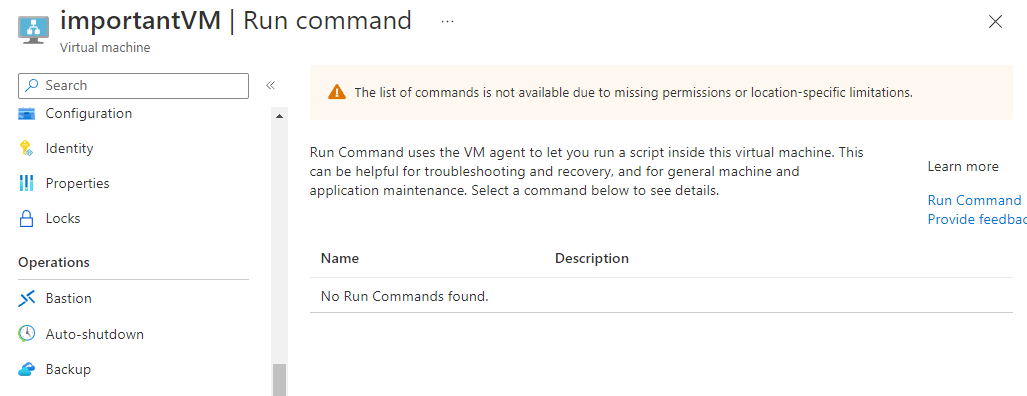 importantVM | Run command ...
Virtual machine
Search
«
Configuration
Identity
Properties
Locks
Operations
Bastion
Auto-shutdown
Backup
The list of commands is not available due to missing permissions or location-specific limitations.
Run Command uses the VM agent to let you run a script inside this virtual machine. This
can be helpful for troubleshooting and recovery, and for general machine and
application maintenance. Select a command below to see details.
Learn more
Run Command
Provide feedbac
Name Description
No Run Commands found.